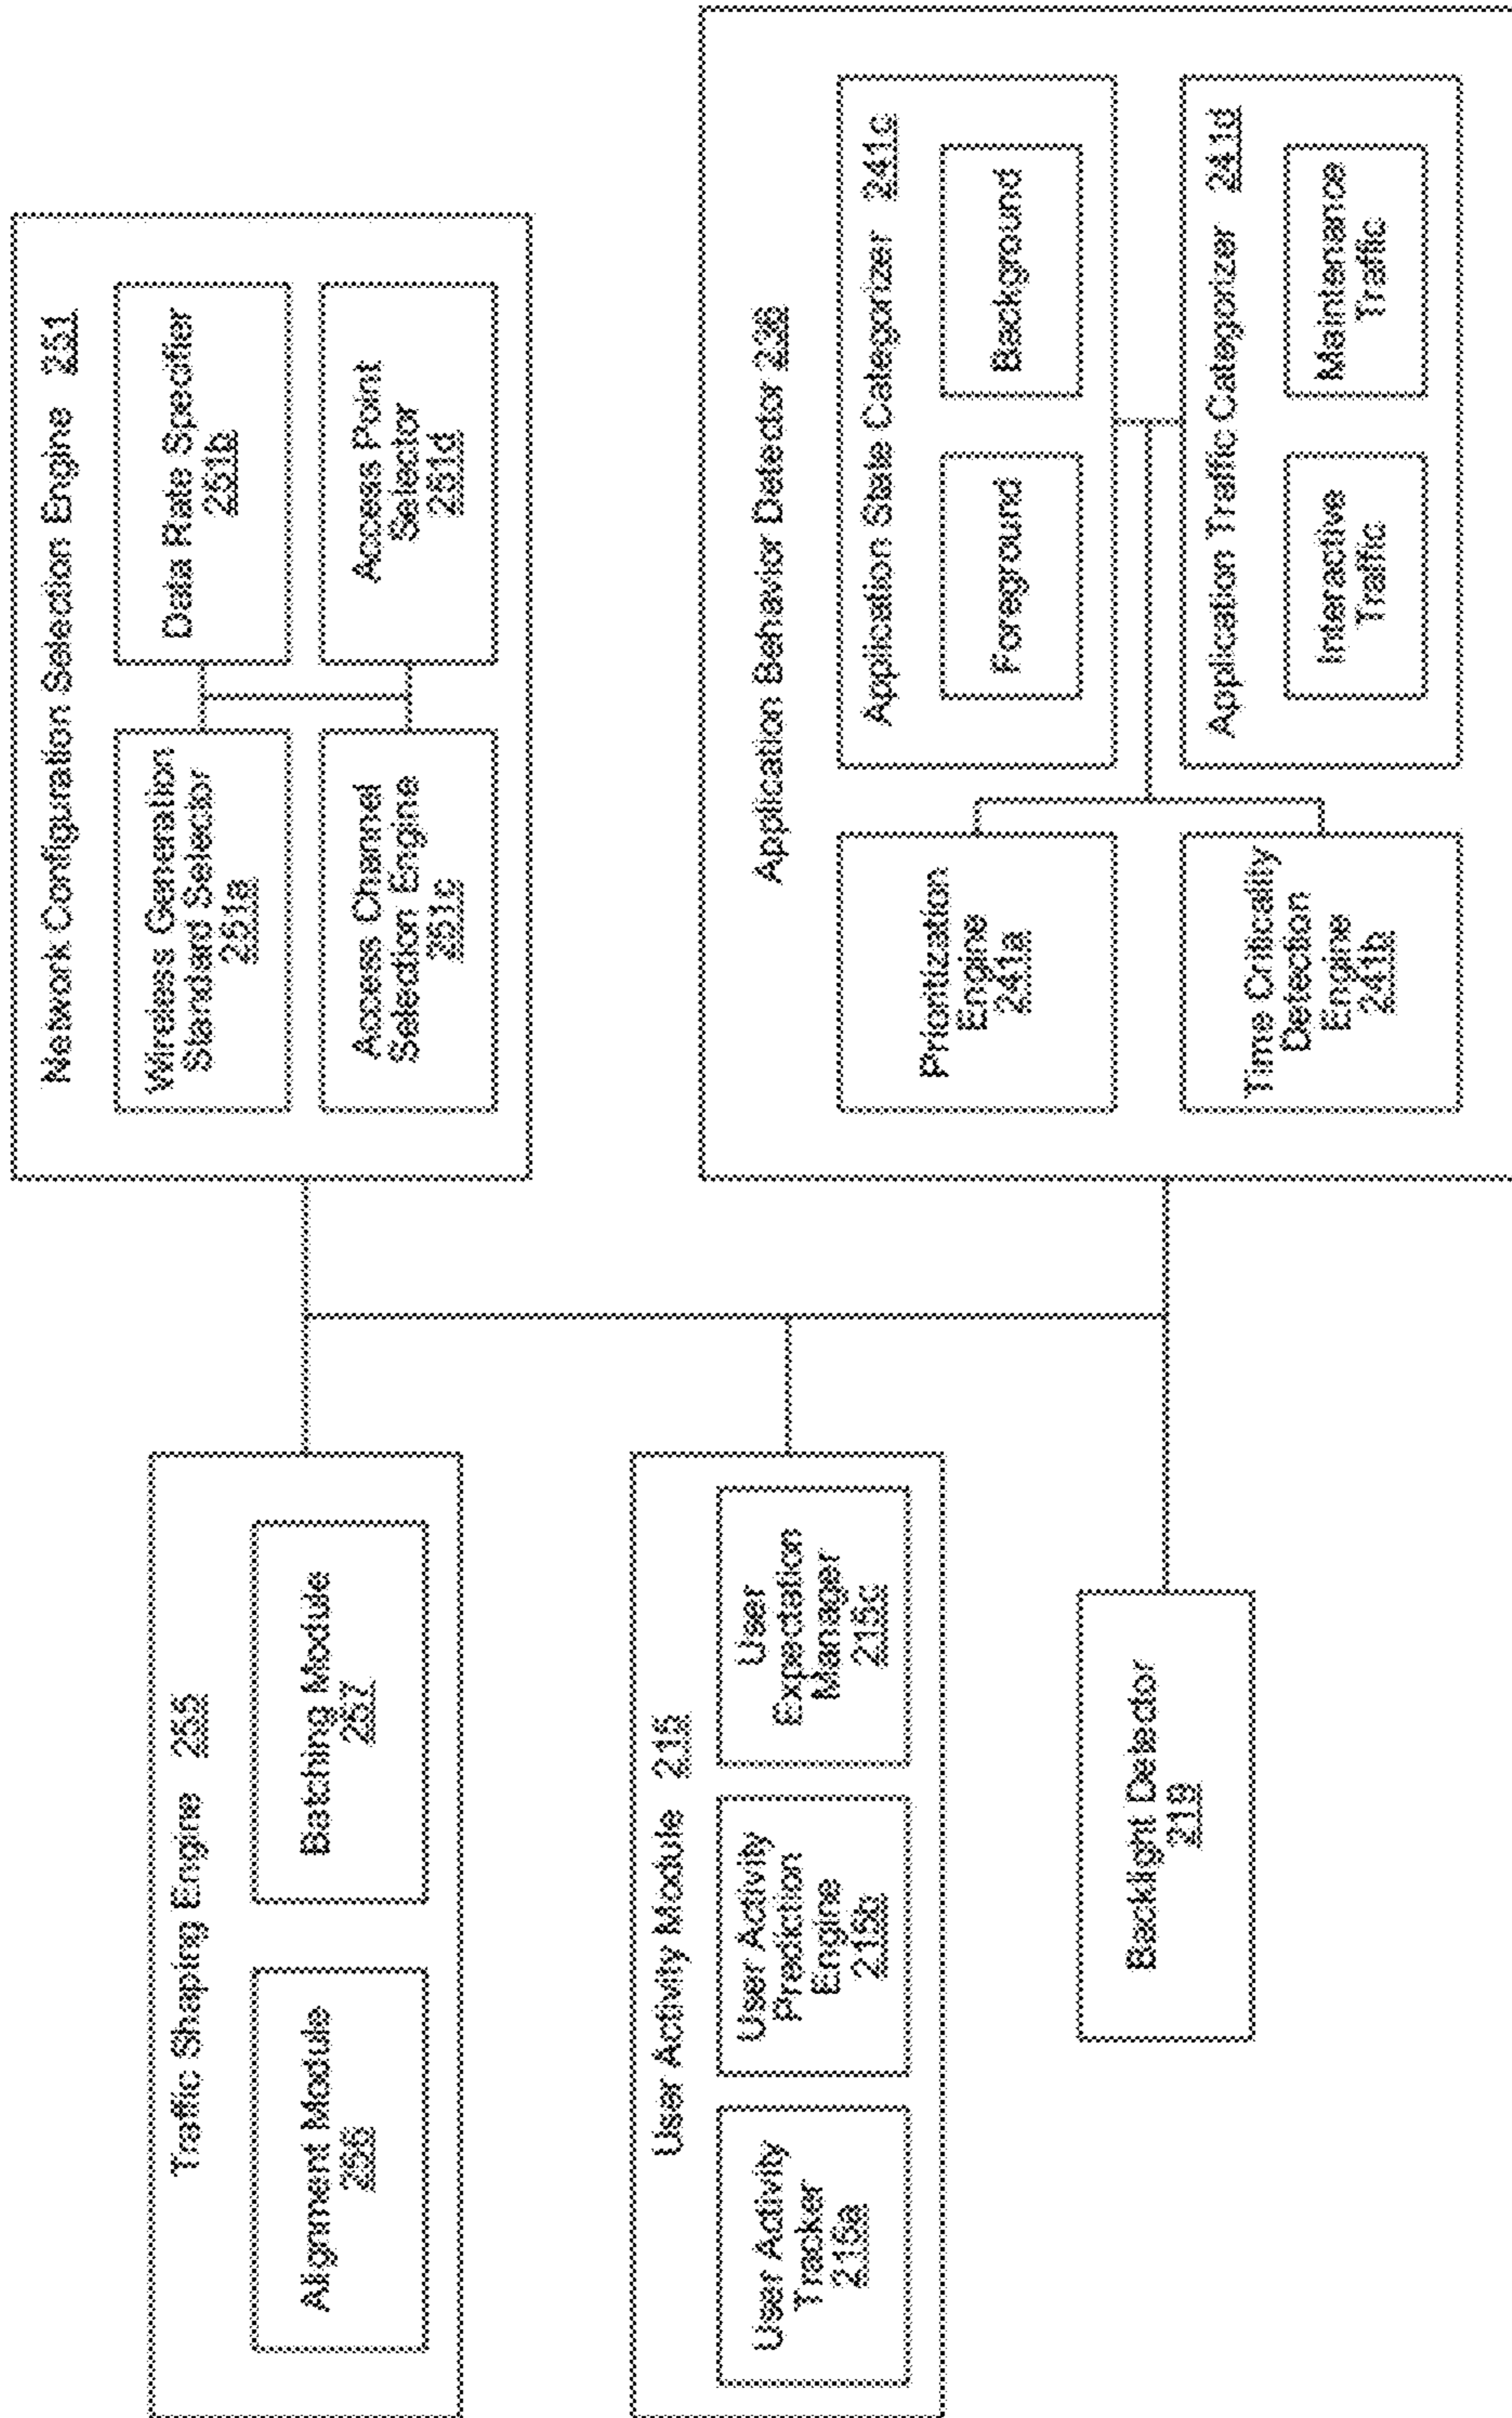 Traffic Shaping Engine 255
Alignment Module
256
Batching Module
257
User Activity Module 215
User Activity
Tracker
215a
User Activity
Prediction
Engine
215b
User
Expectation
Manager
215c
Backlight Detector
219
Network Configuration Selection Engine 251
Wireless Generation
Standard Selector
251a
Data Rate Specifier
251b
Access Channel
Selection Engine
251c
Access Point
Selector
251d
Application Behavior Detector 236
Prioritization
Engine
241a
Time Criticality
Detection
Engine
241b
Application State Categorizer 241c
Foreground
Background
Application Traffic Categorizer 241d
Interactive
Traffic
Maintenance
Traffic